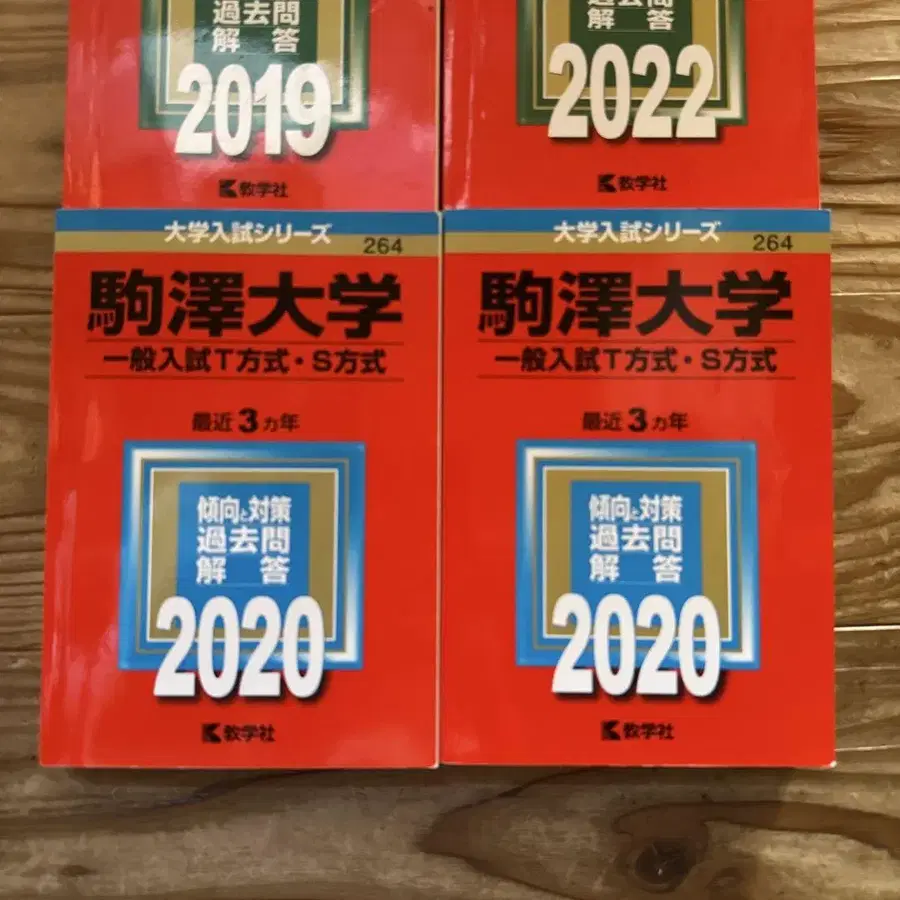 過去問
解答
2019
教学社
過去問
解答
2022
教学社
大学入試シリーズ
264
駒澤大学
一般入試T方式・S方式
最近3カ年
傾向と対策
過去問
解答
2020
教学社
大学入試シリーズ
264
駒澤大学
一般入試T方式・S方式
最近3カ年
傾向と対策
過去問
解答
2020
教学社